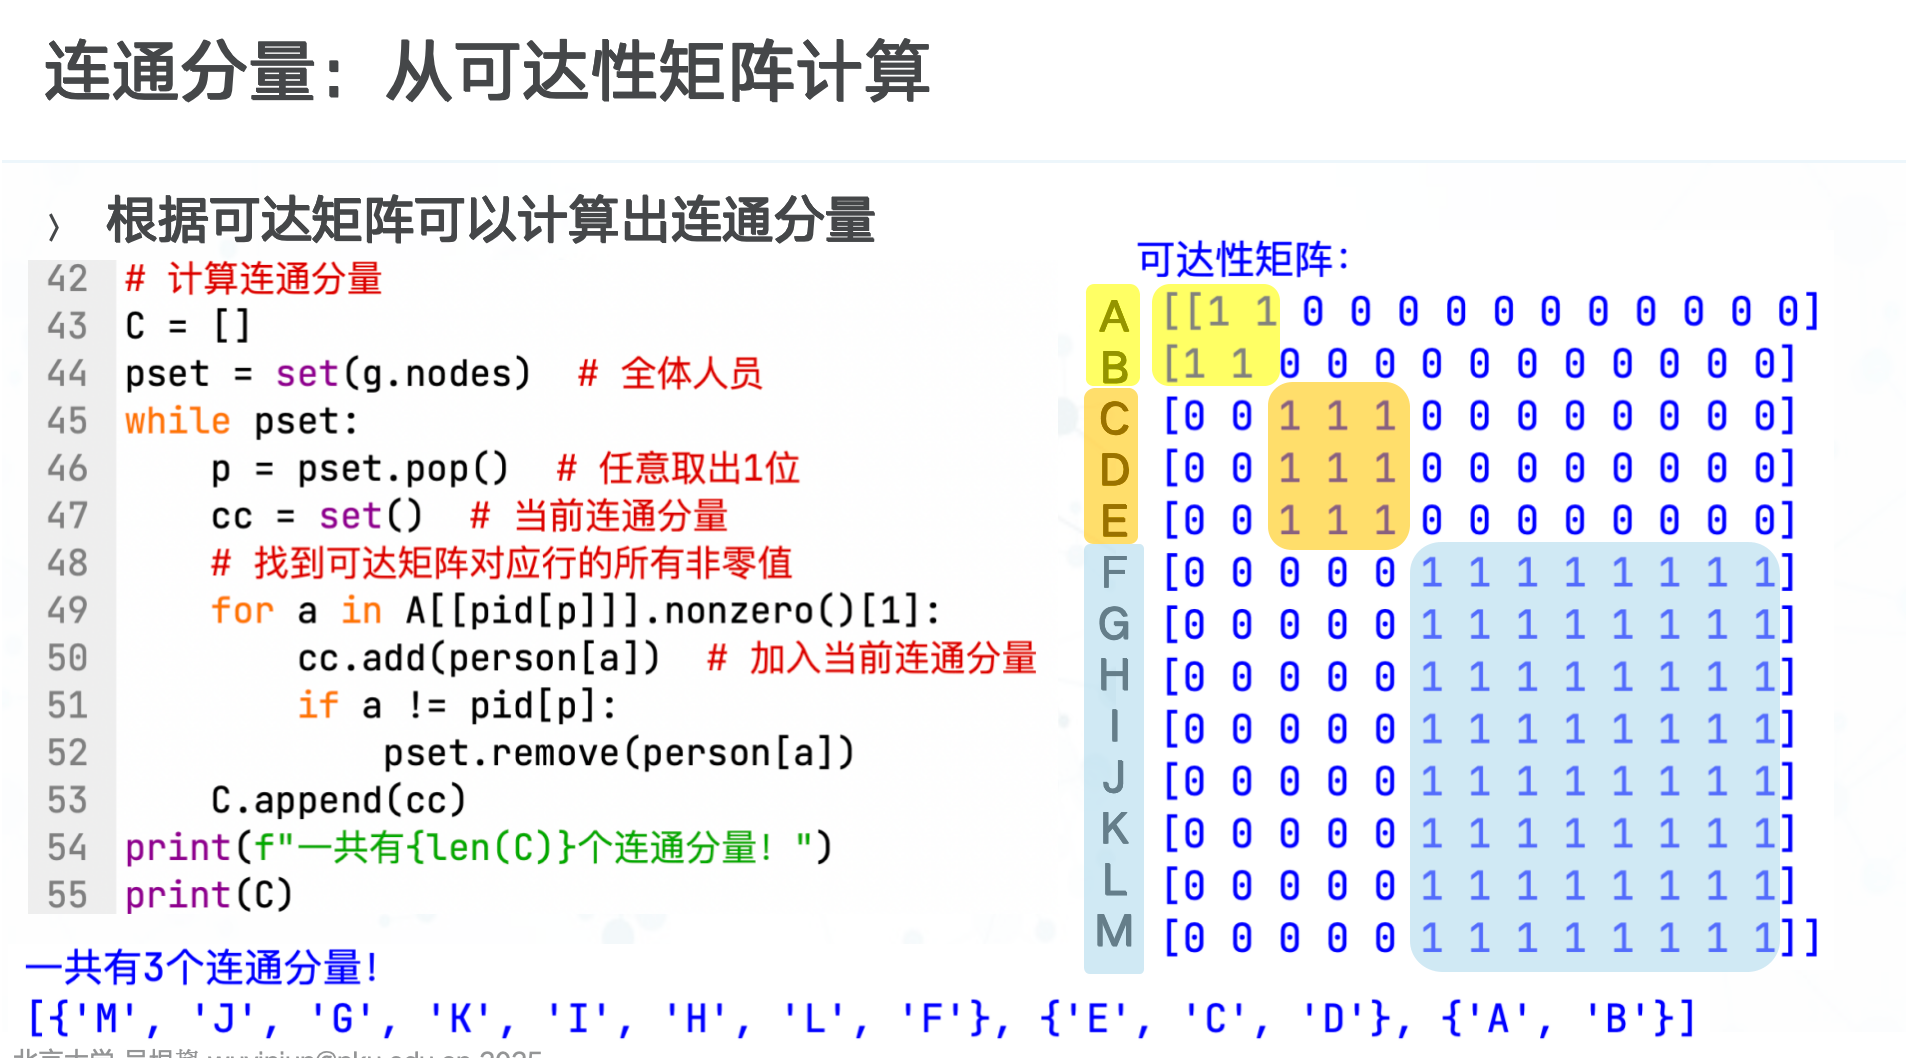 连通分量：从可达性矩阵计算
› 根据可达矩阵可以计算出连通分量
42 # 计算连通分量
43 C = []
44 pset = set(g.nodes)  # 全体人员
45 while pset:
46     p = pset.pop()  # 任意取出1位
47     cc = set()  # 当前连通分量
48     # 找到可达矩阵对应行的所有非零值
49     for a in A[[pid[p]]].nonzero()[1]:
50         cc.add(person[a])  # 加入当前连通分量
51         if a != pid[p]:
52             pset.remove(person[a])
53     C.append(cc)
54 print(f"一共有{len(C)}个连通分量！")
55 print(C)
一共有3个连通分量！
[{'M', 'J', 'G', 'K', 'I', 'H', 'L', 'F'}, {'E', 'C', 'D'}, {'A', 'B'}]
可达性矩阵：
A [[1 1 0 0 0 0 0 0 0 0 0 0 0]
B [1 1 0 0 0 0 0 0 0 0 0 0 0]
C [0 0 1 1 1 0 0 0 0 0 0 0 0]
D [0 0 1 1 1 0 0 0 0 0 0 0 0]
E [0 0 1 1 1 0 0 0 0 0 0 0 0]
F [0 0 0 0 0 1 1 1 1 1 1 1 1]
G [0 0 0 0 0 1 1 1 1 1 1 1 1]
H [0 0 0 0 0 1 1 1 1 1 1 1 1]
I [0 0 0 0 0 1 1 1 1 1 1 1 1]
J [0 0 0 0 0 1 1 1 1 1 1 1 1]
K [0 0 0 0 0 1 1 1 1 1 1 1 1]
L [0 0 0 0 0 1 1 1 1 1 1 1 1]
M [0 0 0 0 0 1 1 1 1 1 1 1 1]]
北京大学